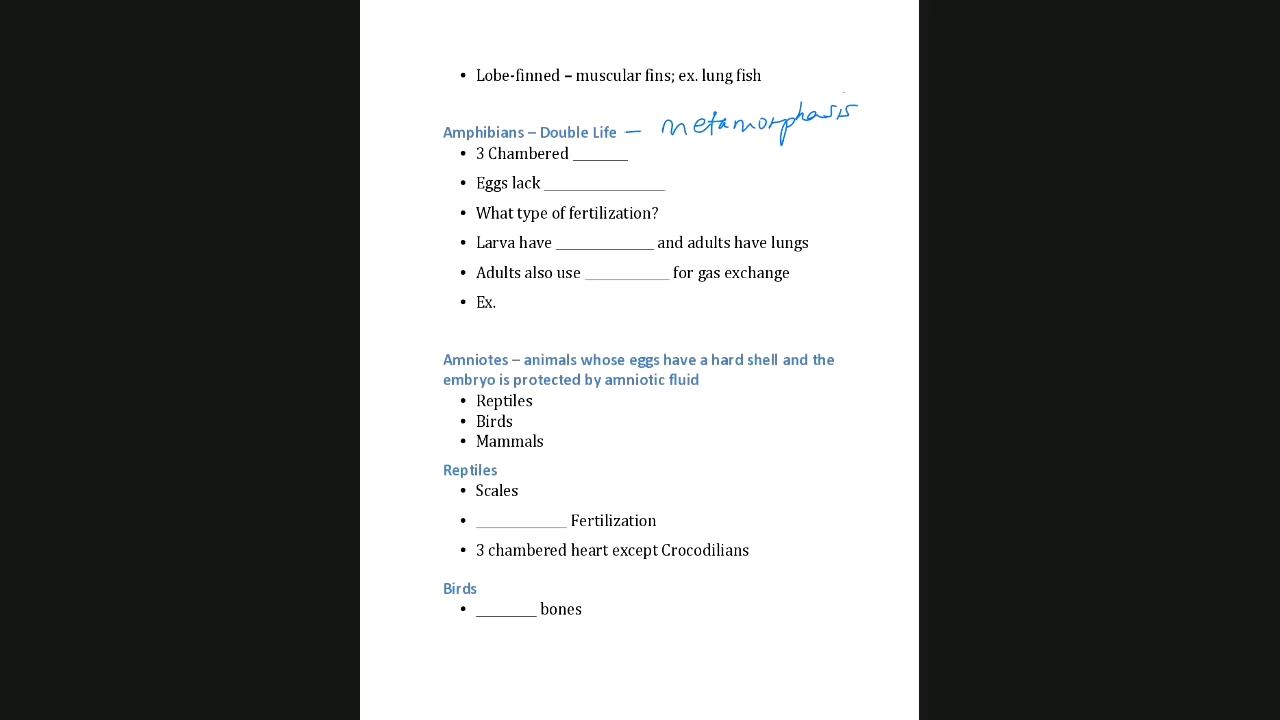 • Lobe-finned – muscular fins; ex. lung fish
Amphibians – Double Life – metamorphosis
• 3 Chambered _______
• Eggs lack ________________
• What type of fertilization?
• Larva have _____________ and adults have lungs
• Adults also use ___________ for gas exchange
• Ex.
Amniotes – animals whose eggs have a hard shell and the
embryo is protected by amniotic fluid
• Reptiles
• Birds
• Mammals
Reptiles
• Scales
• ____________ Fertilization
• 3 chambered heart except Crocodilians
Birds
• ________ bones